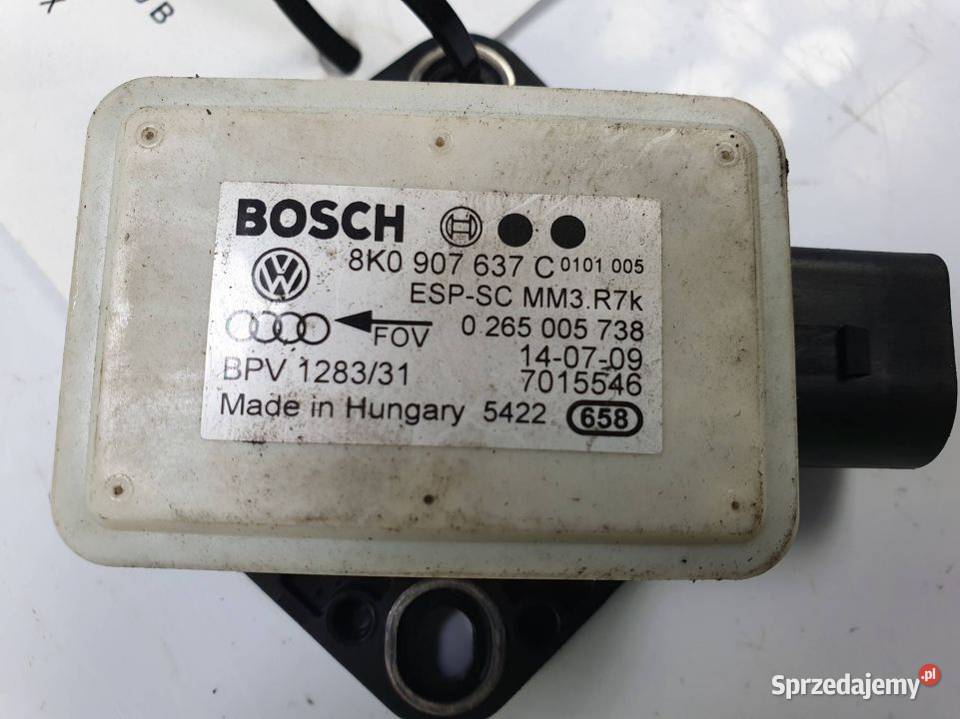 BOSCH
8K0 907 637 C 0101 005
ESP-SC MM3.R7k
FOV 0 265 005 738
14-07-09
BPV 1283/31 7015546
Made in Hungary 5422 658
Sprzedajemy.pl